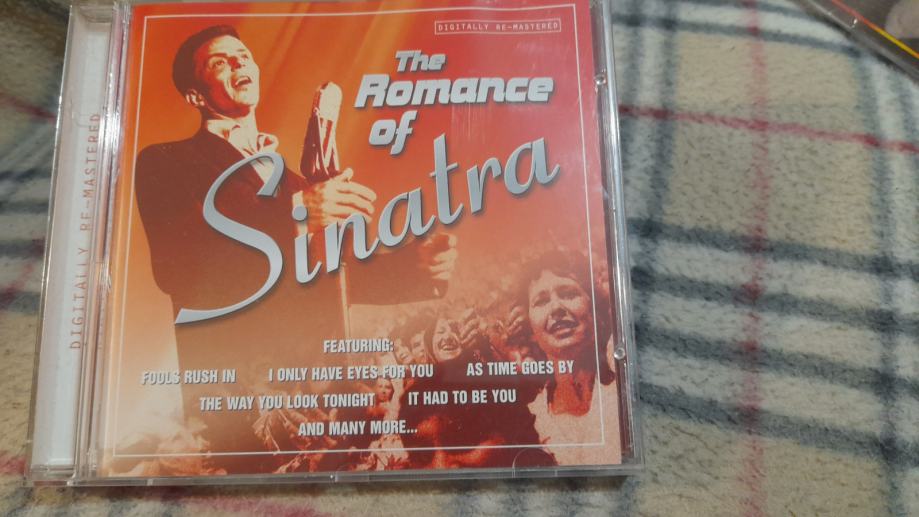 DIGITALLY RE-MASTERED
The
Romance
of
Sinatra
FEATURING:
FOOLS RUSH IN I ONLY HAVE EYES FOR YOU AS TIME GOES BY
THE WAY YOU LOOK TONIGHT IT HAD TO BE YOU
AND MANY MORE...
DIGITALLY RE-MASTERED